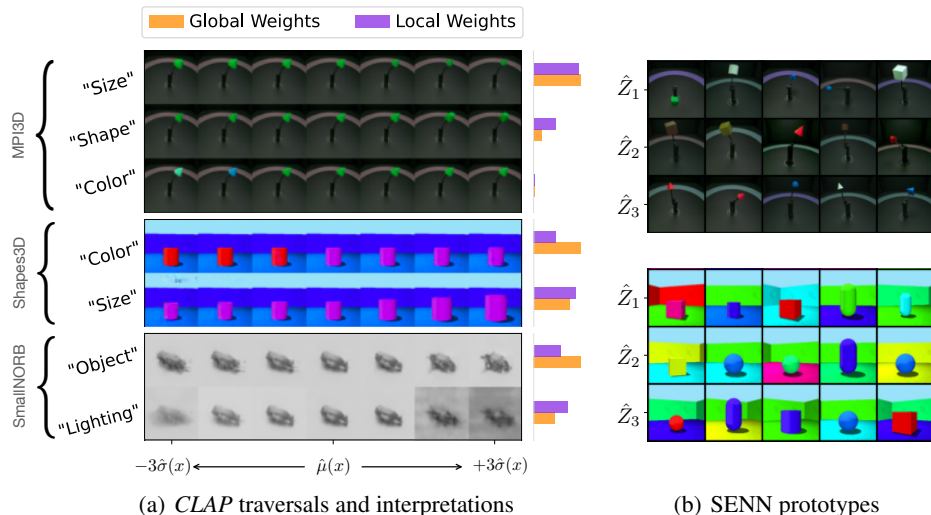 Global Weights Local Weights
MPI3D
"Size"
"Shape"
"Color"
Shapes3D
"Color"
"Size"
SmallNORB
"Object"
"Lighting"
−3σ̂(x) μ̂(x) +3σ̂(x)
(a) CLAP traversals and interpretations
Ẑ₁
Ẑ₂
Ẑ₃
Ẑ₁
Ẑ₂
Ẑ₃
(b) SENN prototypes